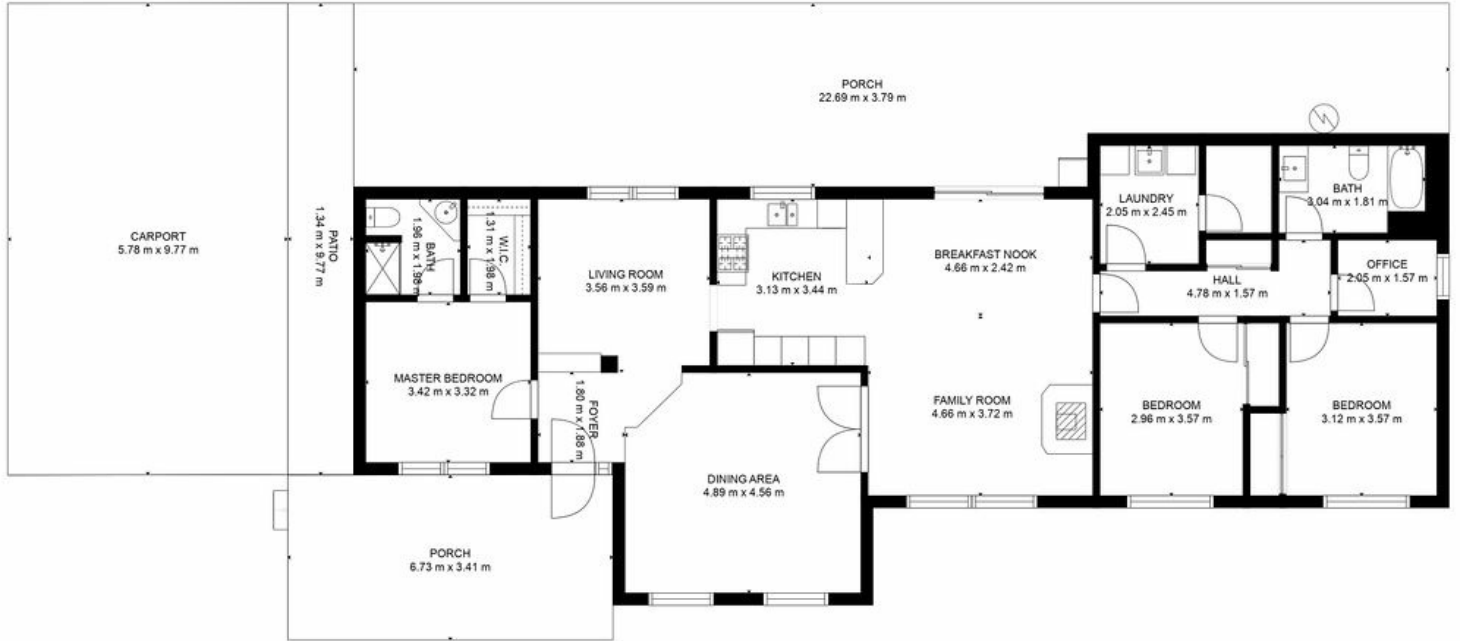 PORCH
22.69 m x 3.79 m
CARPORT
5.78 m x 9.77 m
PATIO
1.34 m x 9.77 m
BATH
1.96 m x 1.98 m
W.I.C.
1.31 m x 1.98 m
LIVING ROOM
3.56 m x 3.59 m
KITCHEN
3.13 m x 3.44 m
BREAKFAST NOOK
4.66 m x 2.42 m
LAUNDRY
2.05 m x 2.45 m
BATH
3.04 m x 1.81 m
HALL
4.78 m x 1.57 m
OFFICE
2.05 m x 1.57 m
MASTER BEDROOM
3.42 m x 3.32 m
FOYER
1.80 m x 1.88 m
FAMILY ROOM
4.66 m x 3.72 m
BEDROOM
2.96 m x 3.57 m
BEDROOM
3.12 m x 3.57 m
DINING AREA
4.89 m x 4.56 m
PORCH
6.73 m x 3.41 m